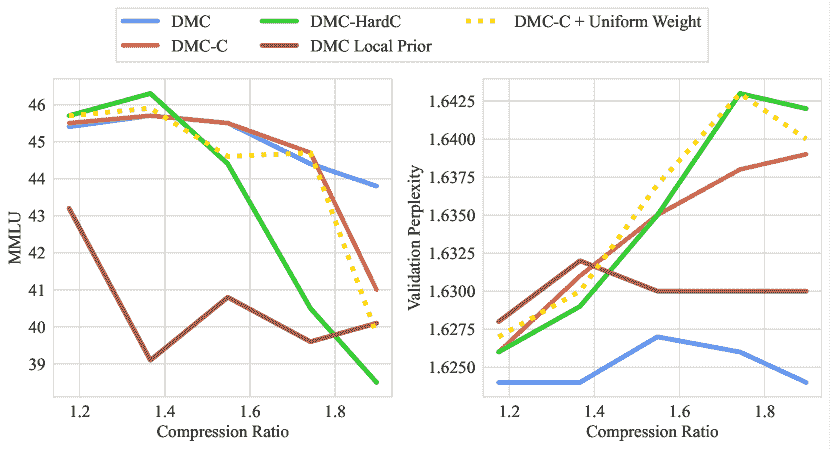 DMC
DMC-HardC
DMC-C + Uniform Weight
DMC-C
DMC Local Prior
46
45
44
43
42
41
40
39
MMLU
1.2
1.4
1.6
1.8
Compression Ratio
1.6425
1.6400
1.6375
1.6350
1.6325
1.6300
1.6275
1.6250
Validation Perplexity
1.2
1.4
1.6
1.8
Compression Ratio